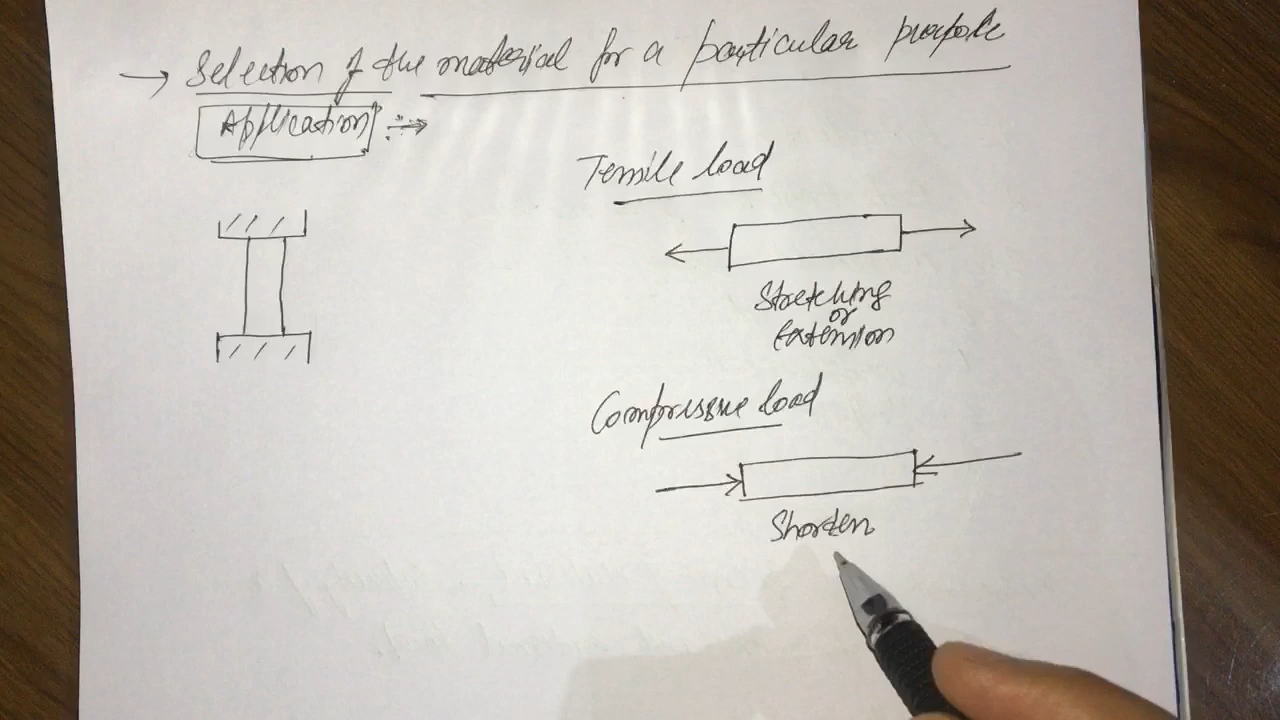 → Selection of the material for a particular purpose
Application :→
Tensile load
Stretching
or
Extension
Compressive load
Shorten